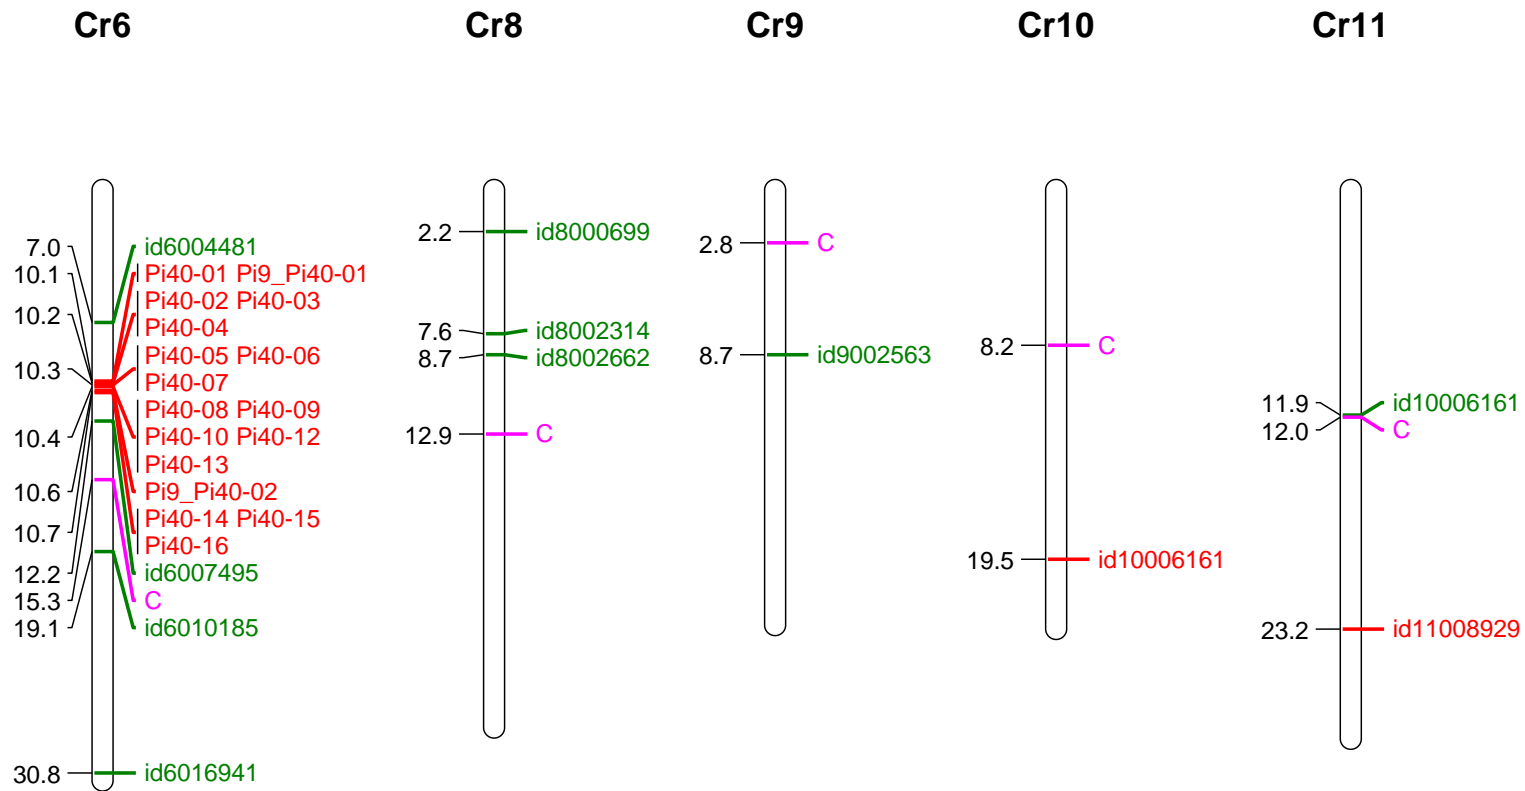 Cr6
7.0
10.1
10.2
10.3
10.4
10.6
10.7
12.2
15.3
19.1
30.8
id6004481
Pi40-01 Pi9_Pi40-01
Pi40-02 Pi40-03
Pi40-04
Pi40-05 Pi40-06
Pi40-07
Pi40-08 Pi40-09
Pi40-10 Pi40-12
Pi40-13
Pi9_Pi40-02
Pi40-14 Pi40-15
Pi40-16
id6007495
C
id6010185
id6016941
Cr8
2.2 id8000699
7.6 id8002314
8.7 id8002662
12.9 C
Cr9
2.8 C
8.7 id9002563
Cr10
8.2 C
19.5 id10006161
Cr11
11.9 id10006161
12.0 C
23.2 id11008929